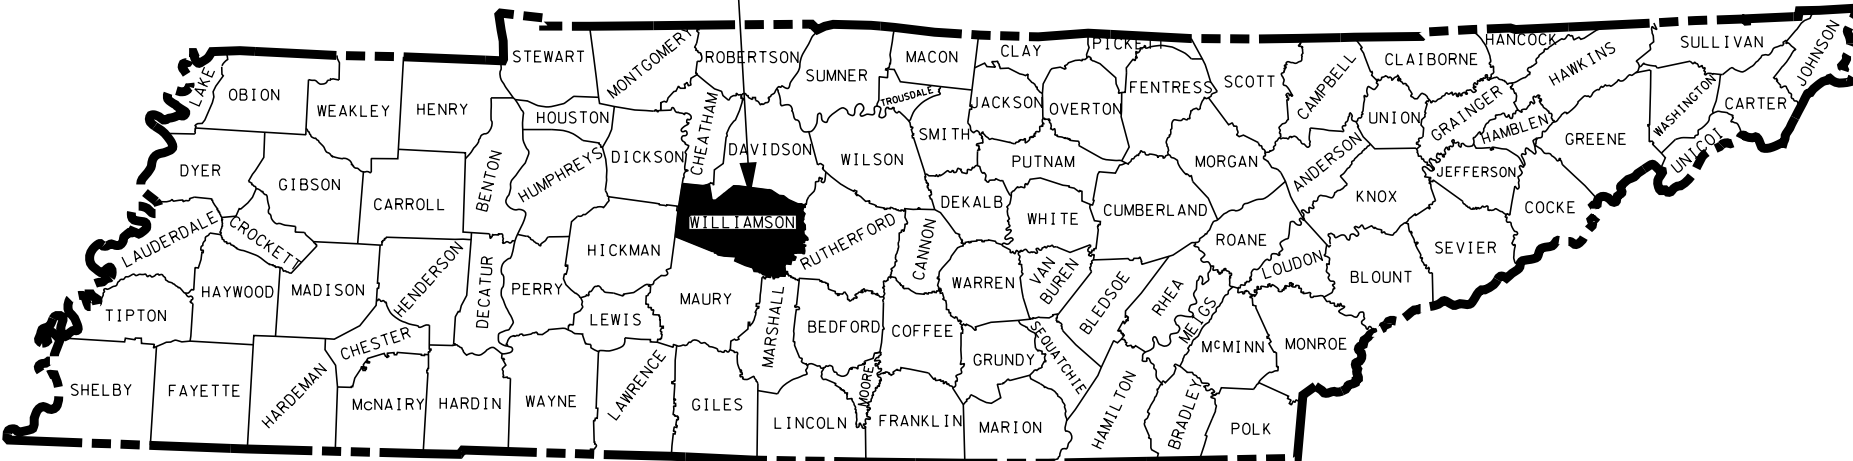 STEWART
MONTGOMERY
ROBERTSON
SUMNER
MACON
CLAY
PICKETT
SCOTT
CAMPBELL
CLAIBORNE
HANCOCK
HAWKINS
SULLIVAN
JOHNSON
LAKE
OBION
WEAKLEY
HENRY
HOUSTON
CHEATHAM
TROUSDALE
JACKSON
OVERTON
FENTRESS
UNION
GRAINGER
HAMBLEN
WASHINGTON
CARTER
UNICOI
GREENE
DYER
GIBSON
CARROLL
BENTON
HUMPHREYS
DICKSON
DAVIDSON
WILSON
SMITH
PUTNAM
MORGAN
ANDERSON
KNOX
JEFFERSON
COCKE
LAUDERDALE
CROCKETT
HENDERSON
DECATUR
HICKMAN
WILLIAMSON
RUTHERFORD
CANNON
DEKALB
WHITE
CUMBERLAND
ROANE
LOUDON
BLOUNT
SEVIER
TIPTON
HAYWOOD
MADISON
CHESTER
PERRY
LEWIS
MAURY
MARSHALL
BEDFORD
COFFEE
WARREN
VAN
BUREN
BLEDSOE
RHEA
MEIGS
MCMINN
MONROE
GRUNDY
SEQUATCHIE
SHELBY
FAYETTE
HARDEMAN
McNAIRY
HARDIN
WAYNE
LAWRENCE
GILES
LINCOLN
MOORE
FRANKLIN
MARION
HAMILTON
BRADLEY
POLK